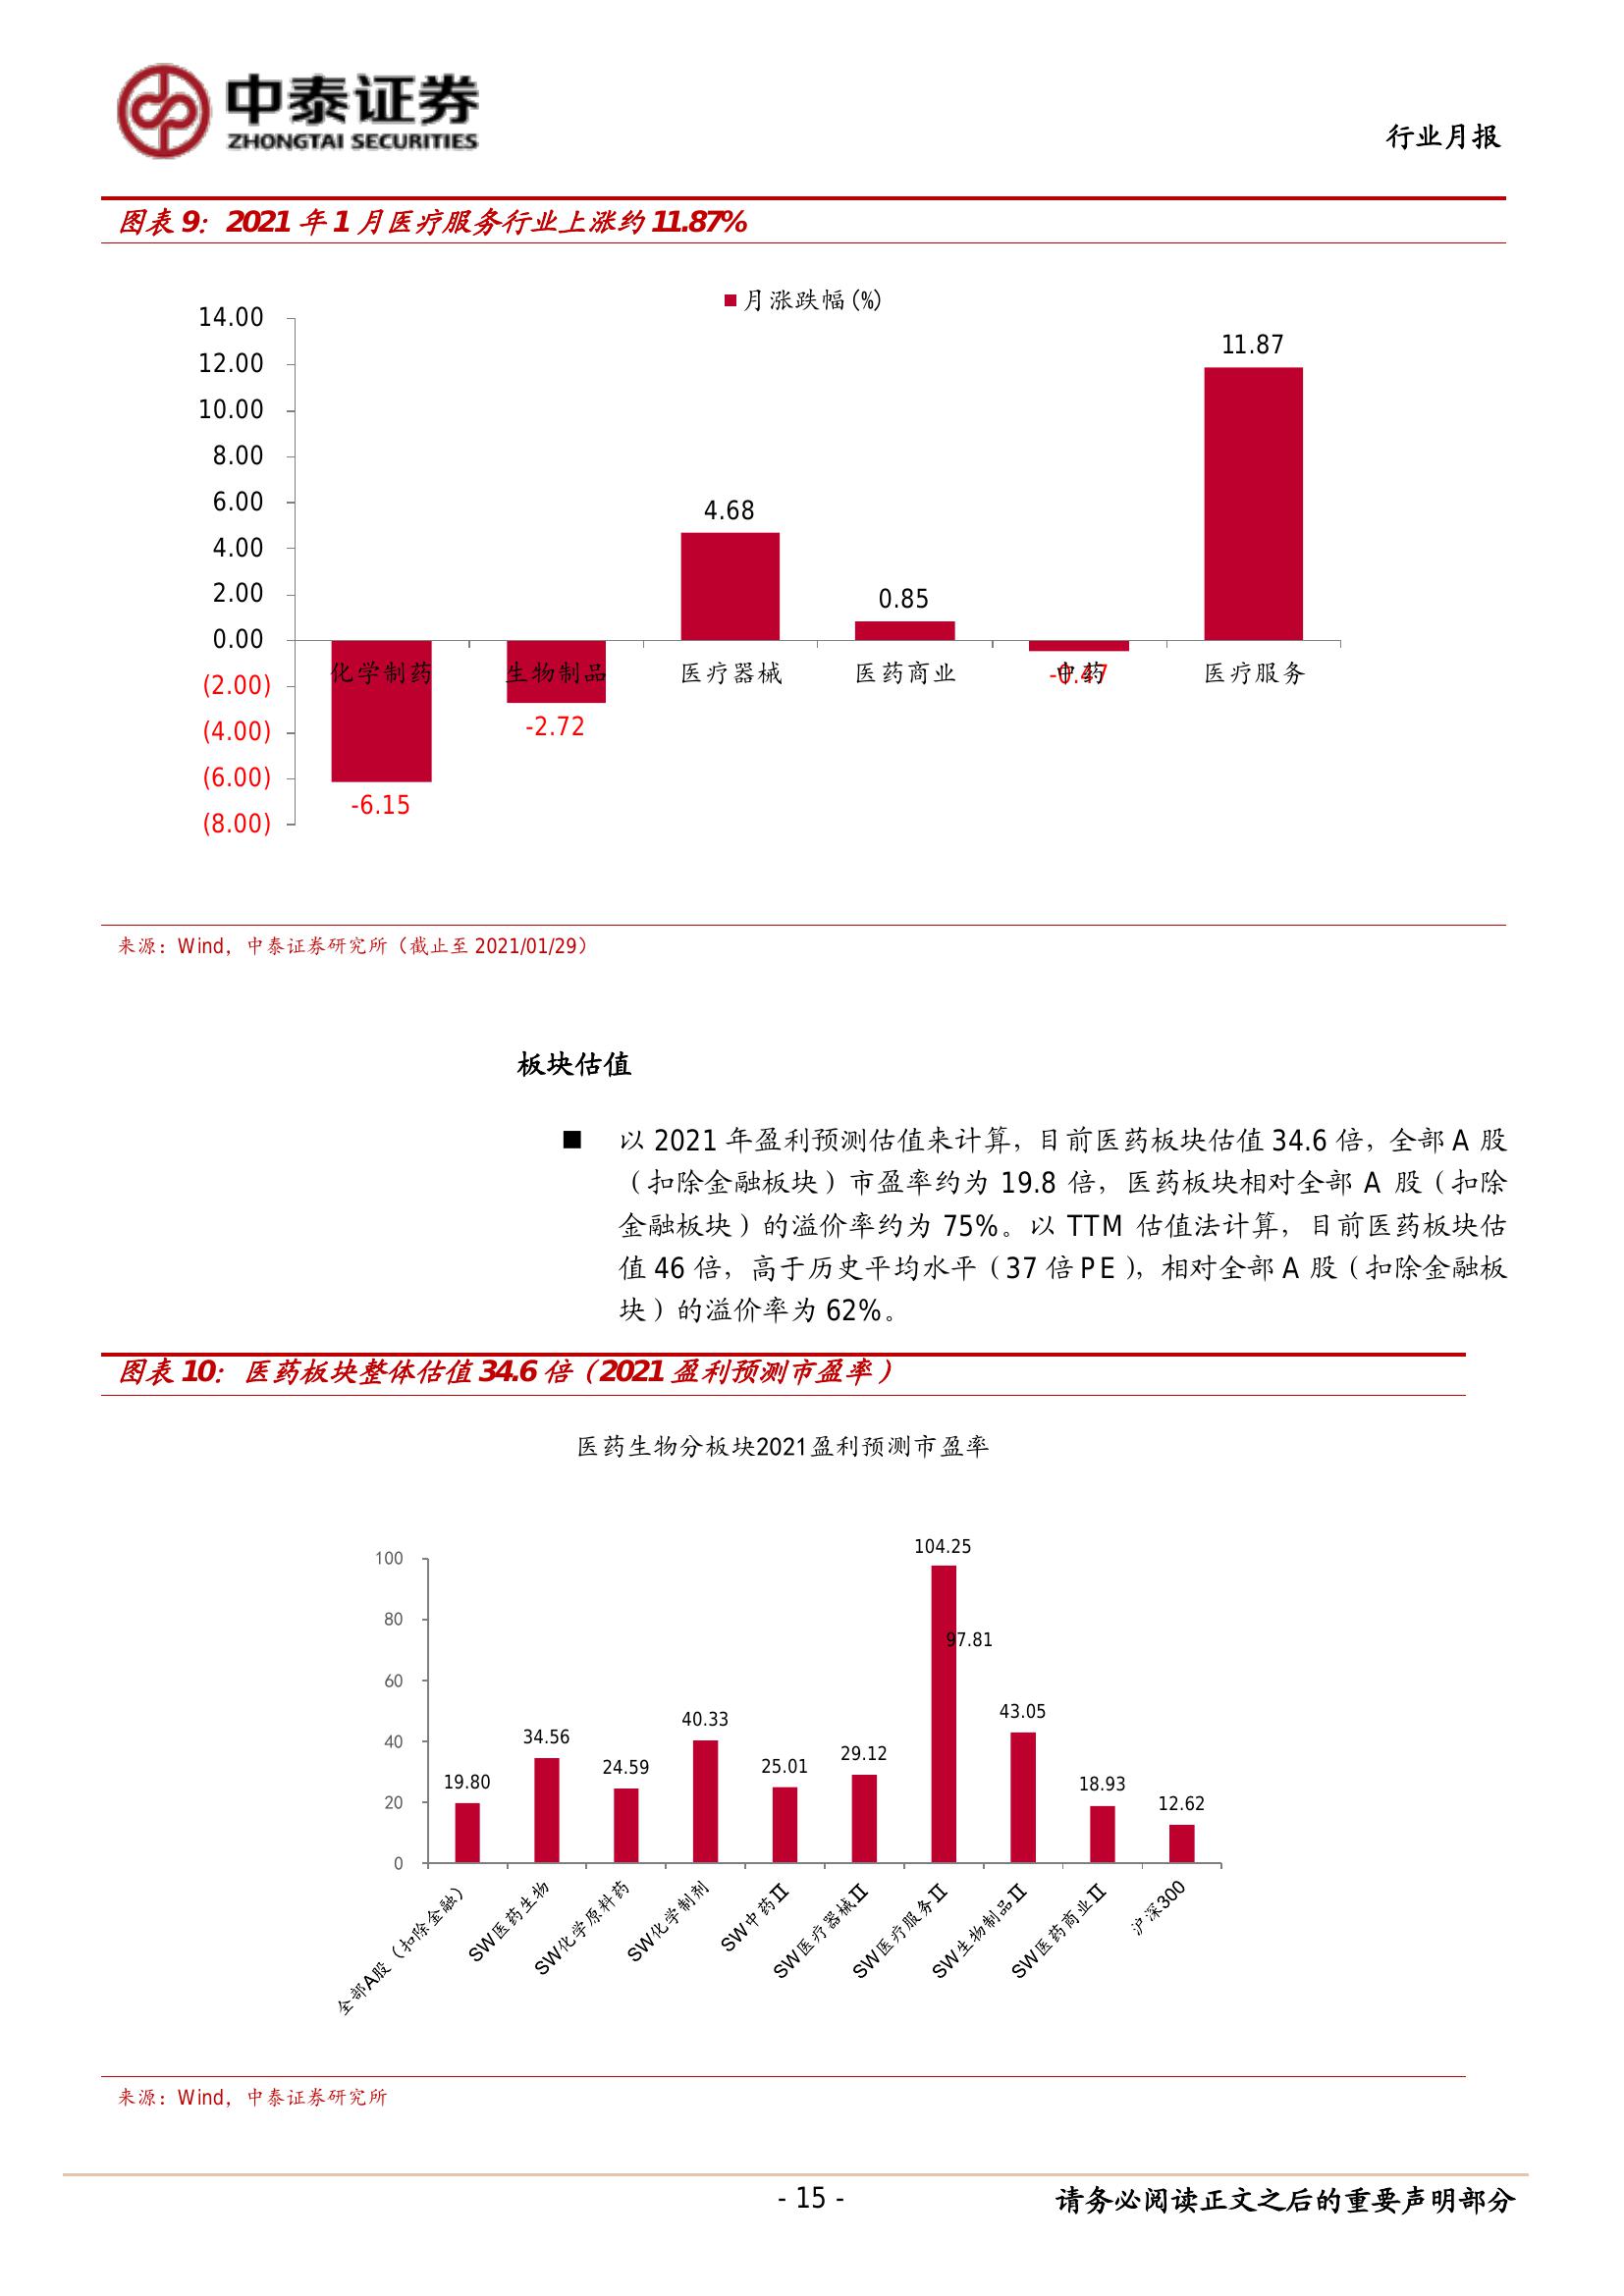 中泰证券
ZHONGTAI SECURITIES
行业月报
图表 9：2021 年 1 月医疗服务行业上涨约 11.87%
月涨跌幅(%)
14.00
12.00
10.00
8.00
6.00
4.00
2.00
0.00
(2.00)
(4.00)
(6.00)
(8.00)
11.87
4.68
0.85
化学制药 生物制品 医疗器械 医药商业 中药 医疗服务
-0.47
-2.72
-6.15
来源：Wind，中泰证券研究所（截止至 2021/01/29）
板块估值
■ 以 2021 年盈利预测估值来计算，目前医药板块估值 34.6 倍，全部 A 股
（扣除金融板块）市盈率约为 19.8 倍，医药板块相对全部 A 股（扣除
金融板块）的溢价率约为 75%。以 TTM 估值法计算，目前医药板块估
值 46 倍，高于历史平均水平（37 倍 PE），相对全部 A 股（扣除金融板
块）的溢价率为 62%。
图表 10：医药板块整体估值 34.6 倍（2021 盈利预测市盈率）
医药生物分板块2021盈利预测市盈率
100
80
60
40
20
0
19.80
34.56
24.59
40.33
25.01
29.12
104.25
97.81
43.05
18.93
12.62
全部A股（扣除金融）
SW医药生物
SW化学原料药
SW化学制剂
SW中药Ⅱ
SW医疗器械Ⅱ
SW医疗服务Ⅱ
SW生物制品Ⅱ
SW医药商业Ⅱ
沪深300
来源：Wind，中泰证券研究所
- 15 -
请务必阅读正文之后的重要声明部分